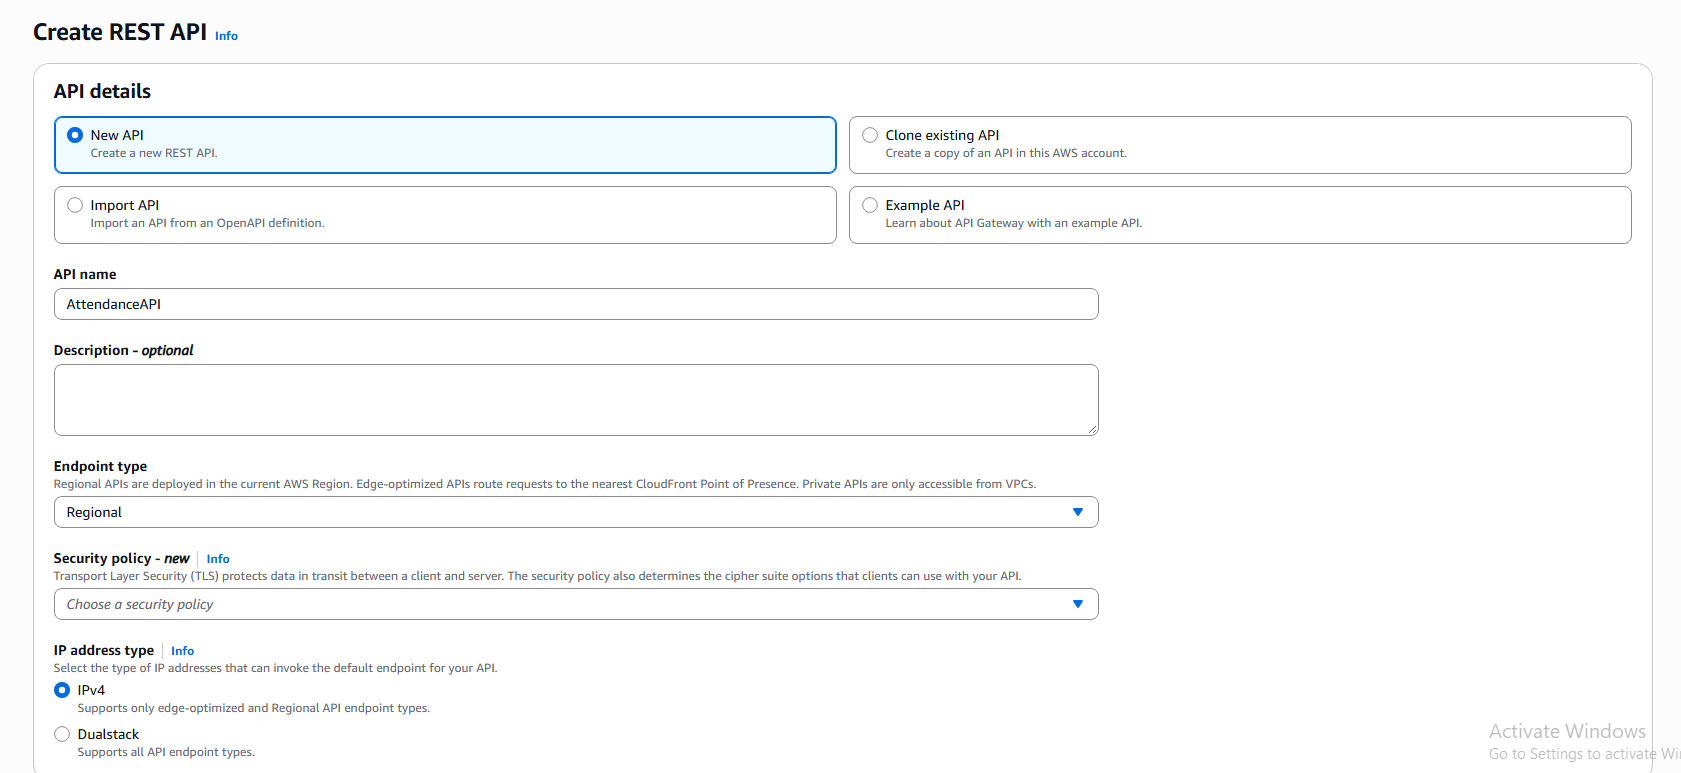 Create REST API Info
API details
New API
Create a new REST API.
Clone existing API
Create a copy of an API in this AWS account.
Import API
Import an API from an OpenAPI definition.
Example API
Learn about API Gateway with an example API.
API name
AttendanceAPI
Description - optional
Endpoint type
Regional APIs are deployed in the current AWS Region. Edge-optimized APIs route requests to the nearest CloudFront Point of Presence. Private APIs are only accessible from VPCs.
Regional
Security policy - new Info
Transport Layer Security (TLS) protects data in transit between a client and server. The security policy also determines the cipher suite options that clients can use with your API.
Choose a security policy
IP address type Info
Select the type of IP addresses that can invoke the default endpoint for your API.
IPv4
Supports only edge-optimized and Regional API endpoint types.
Dualstack
Supports all API endpoint types.
Activate Windows
Go to Settings to activate Wi